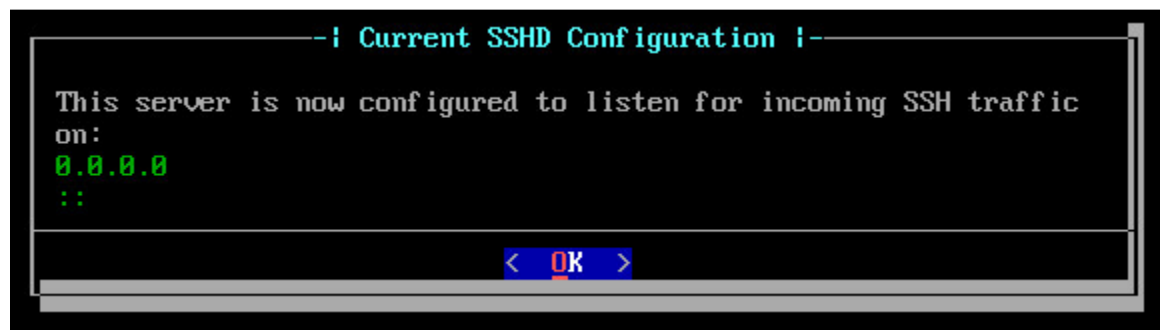 -| Current SSHD Configuration |-
This server is now configured to listen for incoming SSH traffic
on:
0.0.0.0
::
< OK >